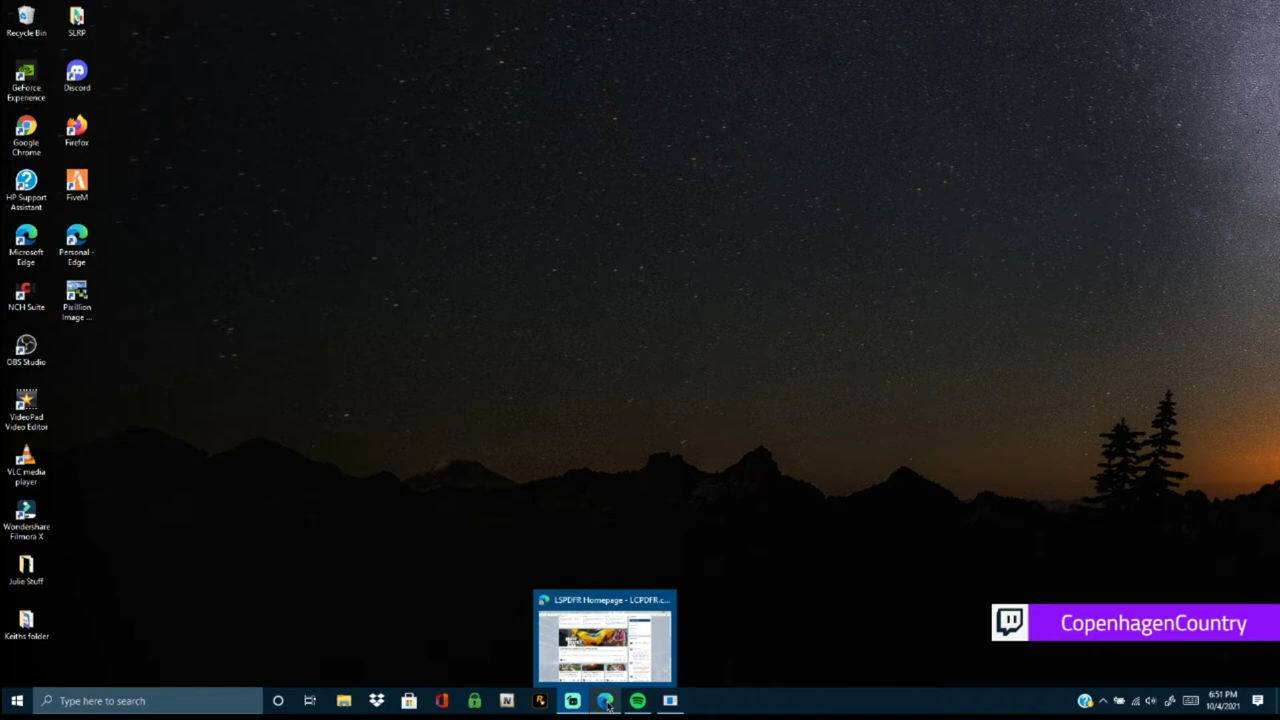 Recycle Bin
SLRP
GeForce
Experience
Discord
Google
Chrome
Firefox
HP Support
Assistant
FiveM
Microsoft
Edge
Personal -
Edge
NCH Suite
Pixillion
Image ...
OBS Studio
VideoPad
Video Editor
VLC media
player
Wondershare
Filmora X
Julie Stuff
Keiths folder
LSPDFR Homepage - LCPDFR.c...
CopenhagenCountry
Type here to search
6:51 PM
10/4/2021